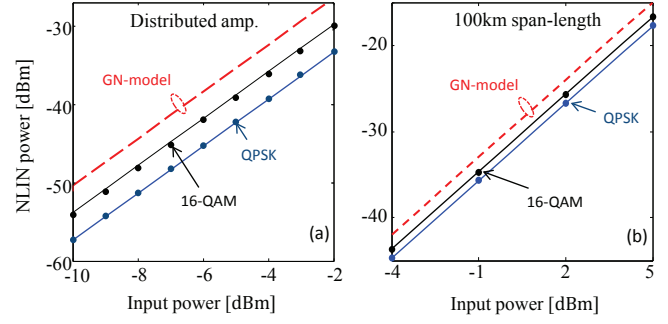 Distributed amp.
-30
-40
-50
-60
-10
-8
-6
-4
-2
NLIN power [dBm]
Input power [dBm]
GN-model
QPSK
16-QAM
(a)
100km span-length
-20
-30
-40
-4
-1
2
5
Input power [dBm]
GN-model
QPSK
16-QAM
(b)